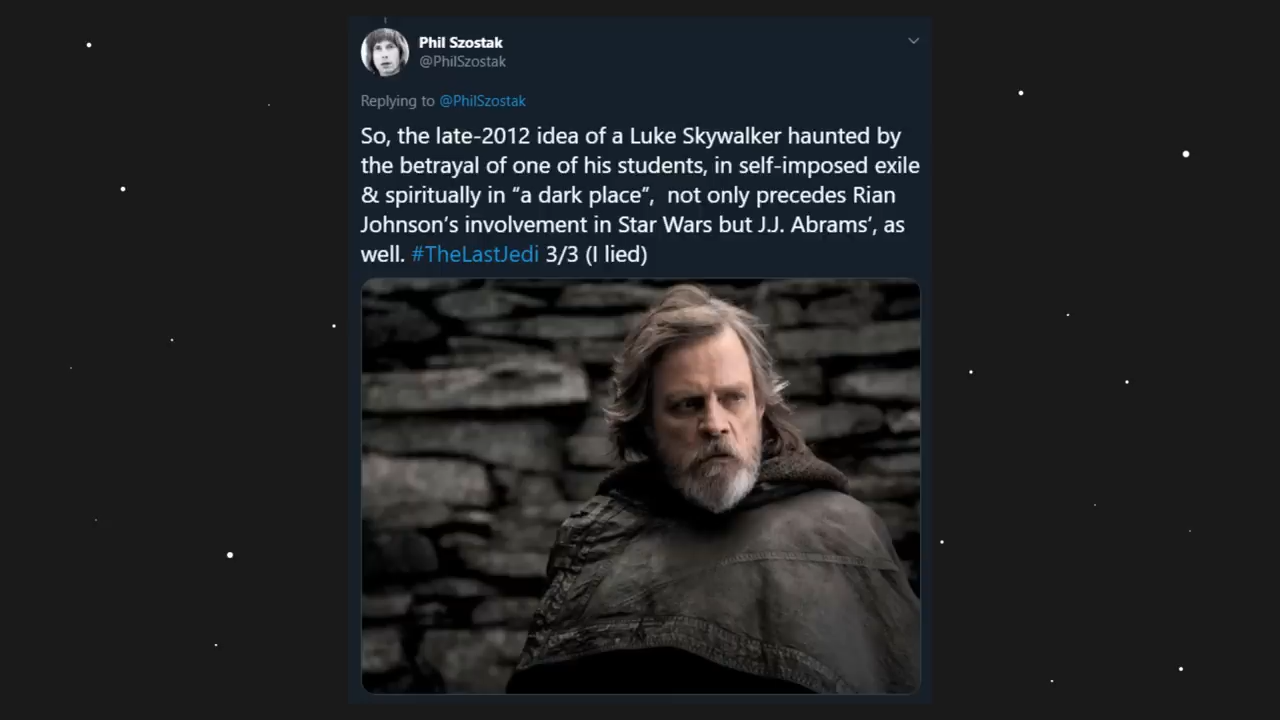 Phil Szostak
@PhilSzostak
Replying to @PhilSzostak
So, the late-2012 idea of a Luke Skywalker haunted by
the betrayal of one of his students, in self-imposed exile
& spiritually in “a dark place”,  not only precedes Rian
Johnson’s involvement in Star Wars but J.J. Abrams’, as
well. #TheLastJedi 3/3 (I lied)